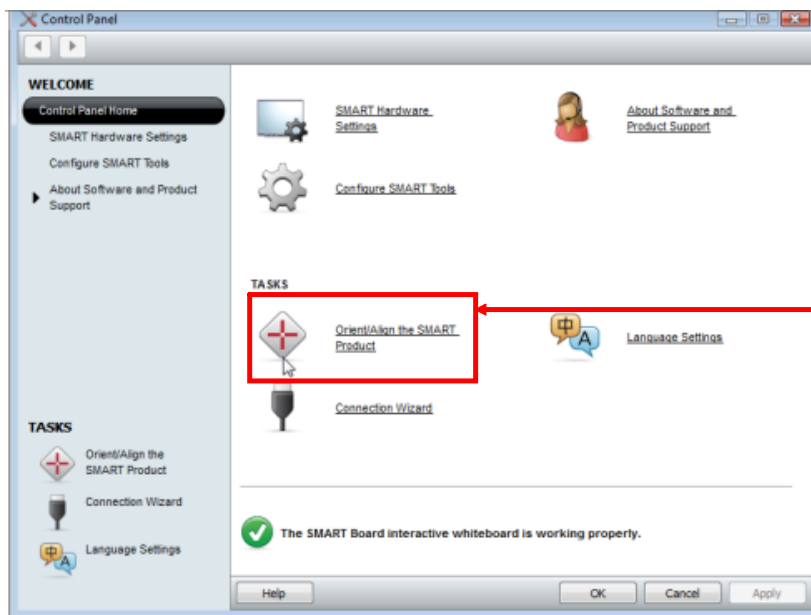 Control Panel
WELCOME
Control Panel Home
SMART Hardware Settings
Configure SMART Tools
About Software and Product
Support
TASKS
Orient/Align the
SMART Product
Connection Wizard
Language Settings
SMART Hardware
Settings
About Software and
Product Support
Configure SMART Tools
TASKS
Orient/Align the SMART
Product
Language Settings
Connection Wizard
The SMART Board interactive whiteboard is working properly.
Help
OK
Cancel
Apply